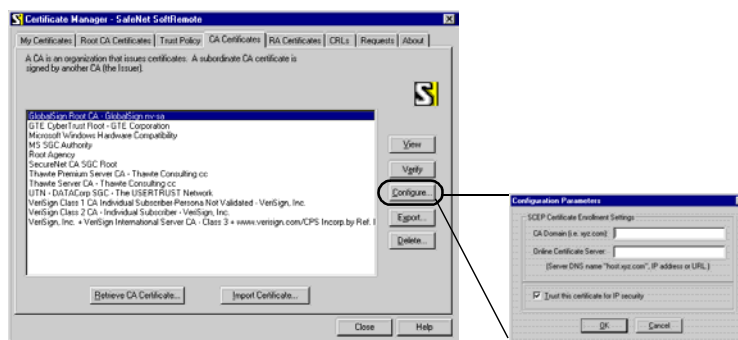 Certificate Manager - SafeNet SoftRemote
My Certificates
Root CA Certificates
Trust Policy
CA Certificates
RA Certificates
CRLs
Requests
About
A CA is an organization that issues certificates. A subordinate CA certificate is
signed by another CA (the Issuer).
GlobalSign Root CA - GlobalSign nv-sa
GTE CyberTrust Root - GTE Corporation
Microsoft Windows Hardware Compatibility
MS SGC Authority
Root Agency
SecureNet CA SGC Root
Thawte Premium Server CA - Thawte Consulting cc
Thawte Server CA - Thawte Consulting cc
UTN - DATACorp SGC - The USERTRUST Network
VeriSign Class 1 CA - Individual Subscriber-Persona Not Validated - VeriSign, Inc.
VeriSign Class 2 CA - Individual Subscriber - VeriSign, Inc.
VeriSign, Inc. + VeriSign International Server CA - Class 3 + www.verisign.com/CPS Incorp.by Ref. l
View
Verify
Configure...
Export...
Delete...
Retrieve CA Certificate...
Import Certificate...
Close
Help
Configuration Parameters
SCEP Certificate Enrollment Settings
CA Domain (i.e. xyz.com):
Online Certificate Server:
(Server DNS name "host.xyz.com", IP address or URL.)
Trust this certificate for IP security
OK
Cancel